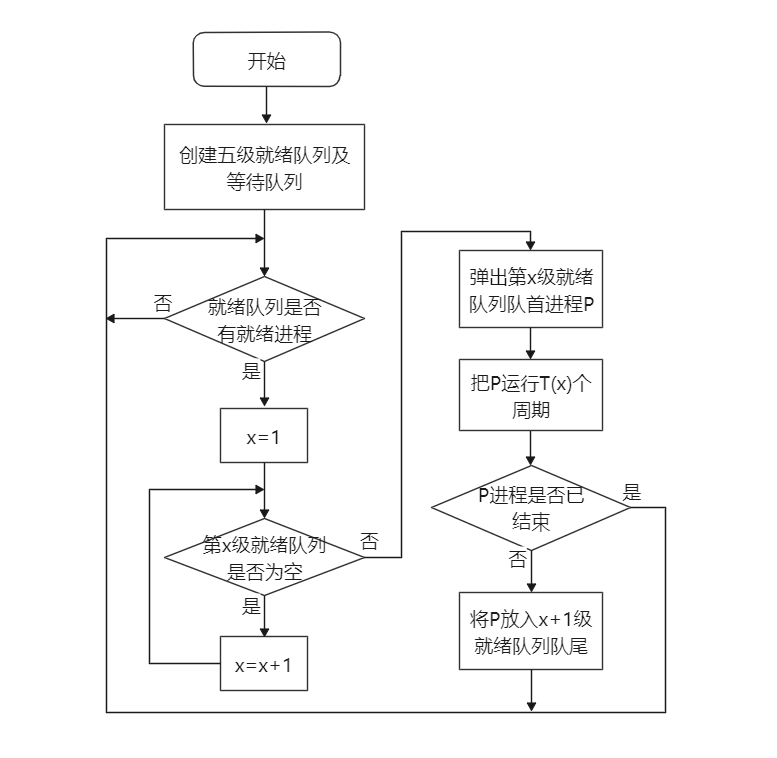 开始
创建五级就绪队列及
等待队列
否
就绪队列是否
有就绪进程
是
x=1
第x级就绪队列
是否为空
否
是
x=x+1
弹出第x级就绪
队列队首进程P
把P运行T(x)个
周期
P进程是否已
结束
是
否
将P放入x+1级
就绪队列队尾